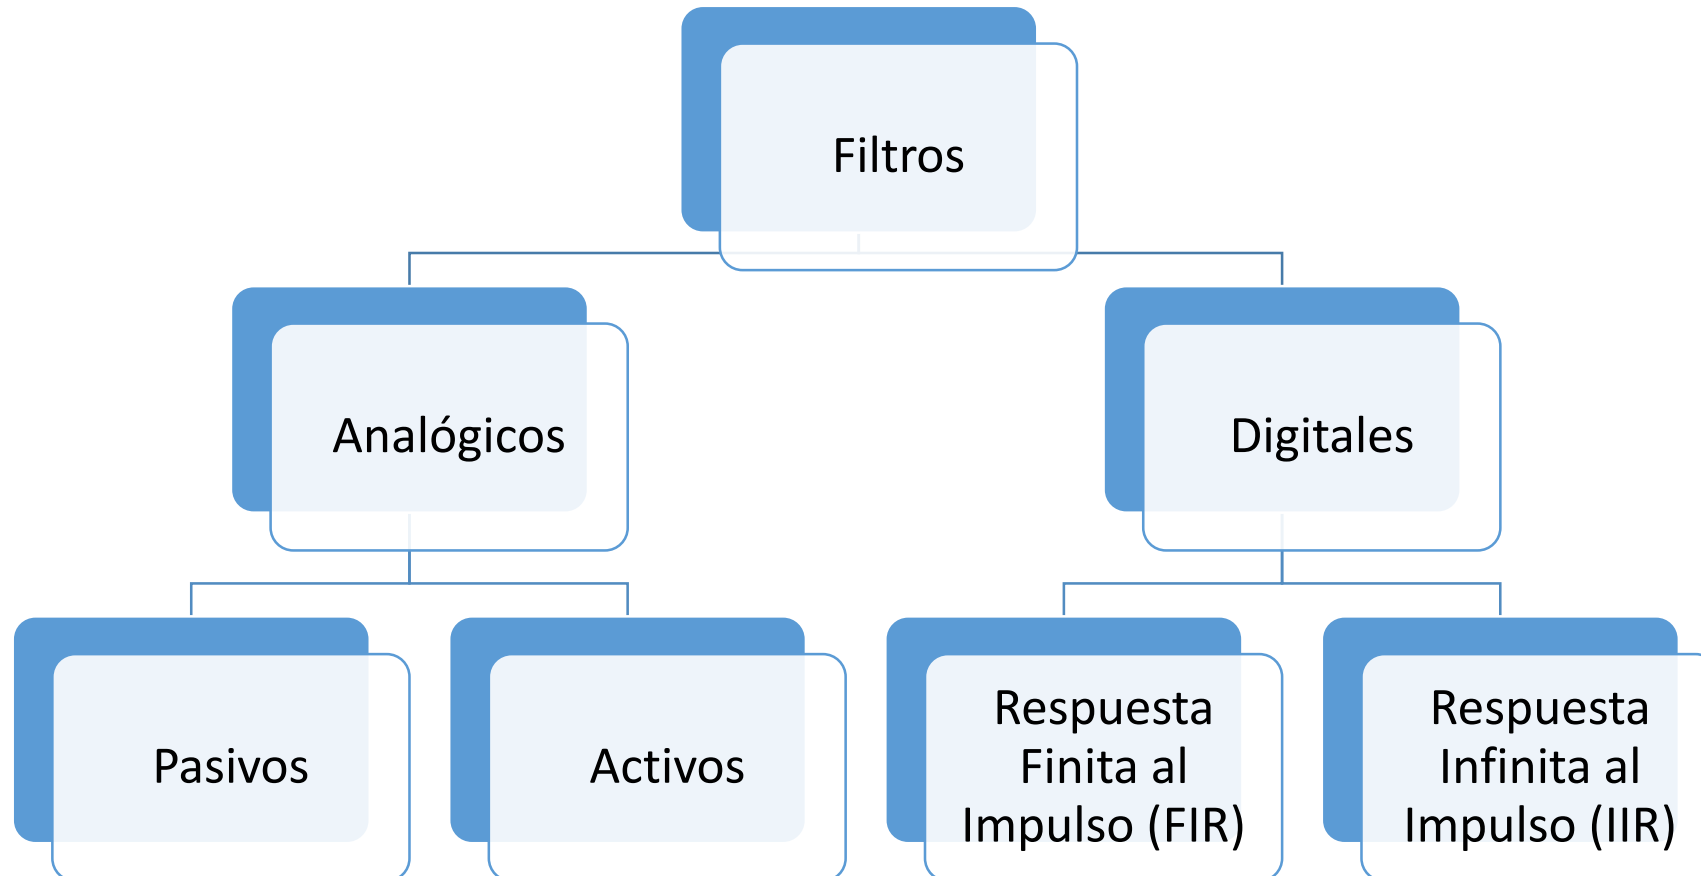 Filtros
Analógicos
Digitales
Pasivos
Activos
Respuesta
Finita al
Impulso (FIR)
Respuesta
Infinita al
Impulso (IIR)